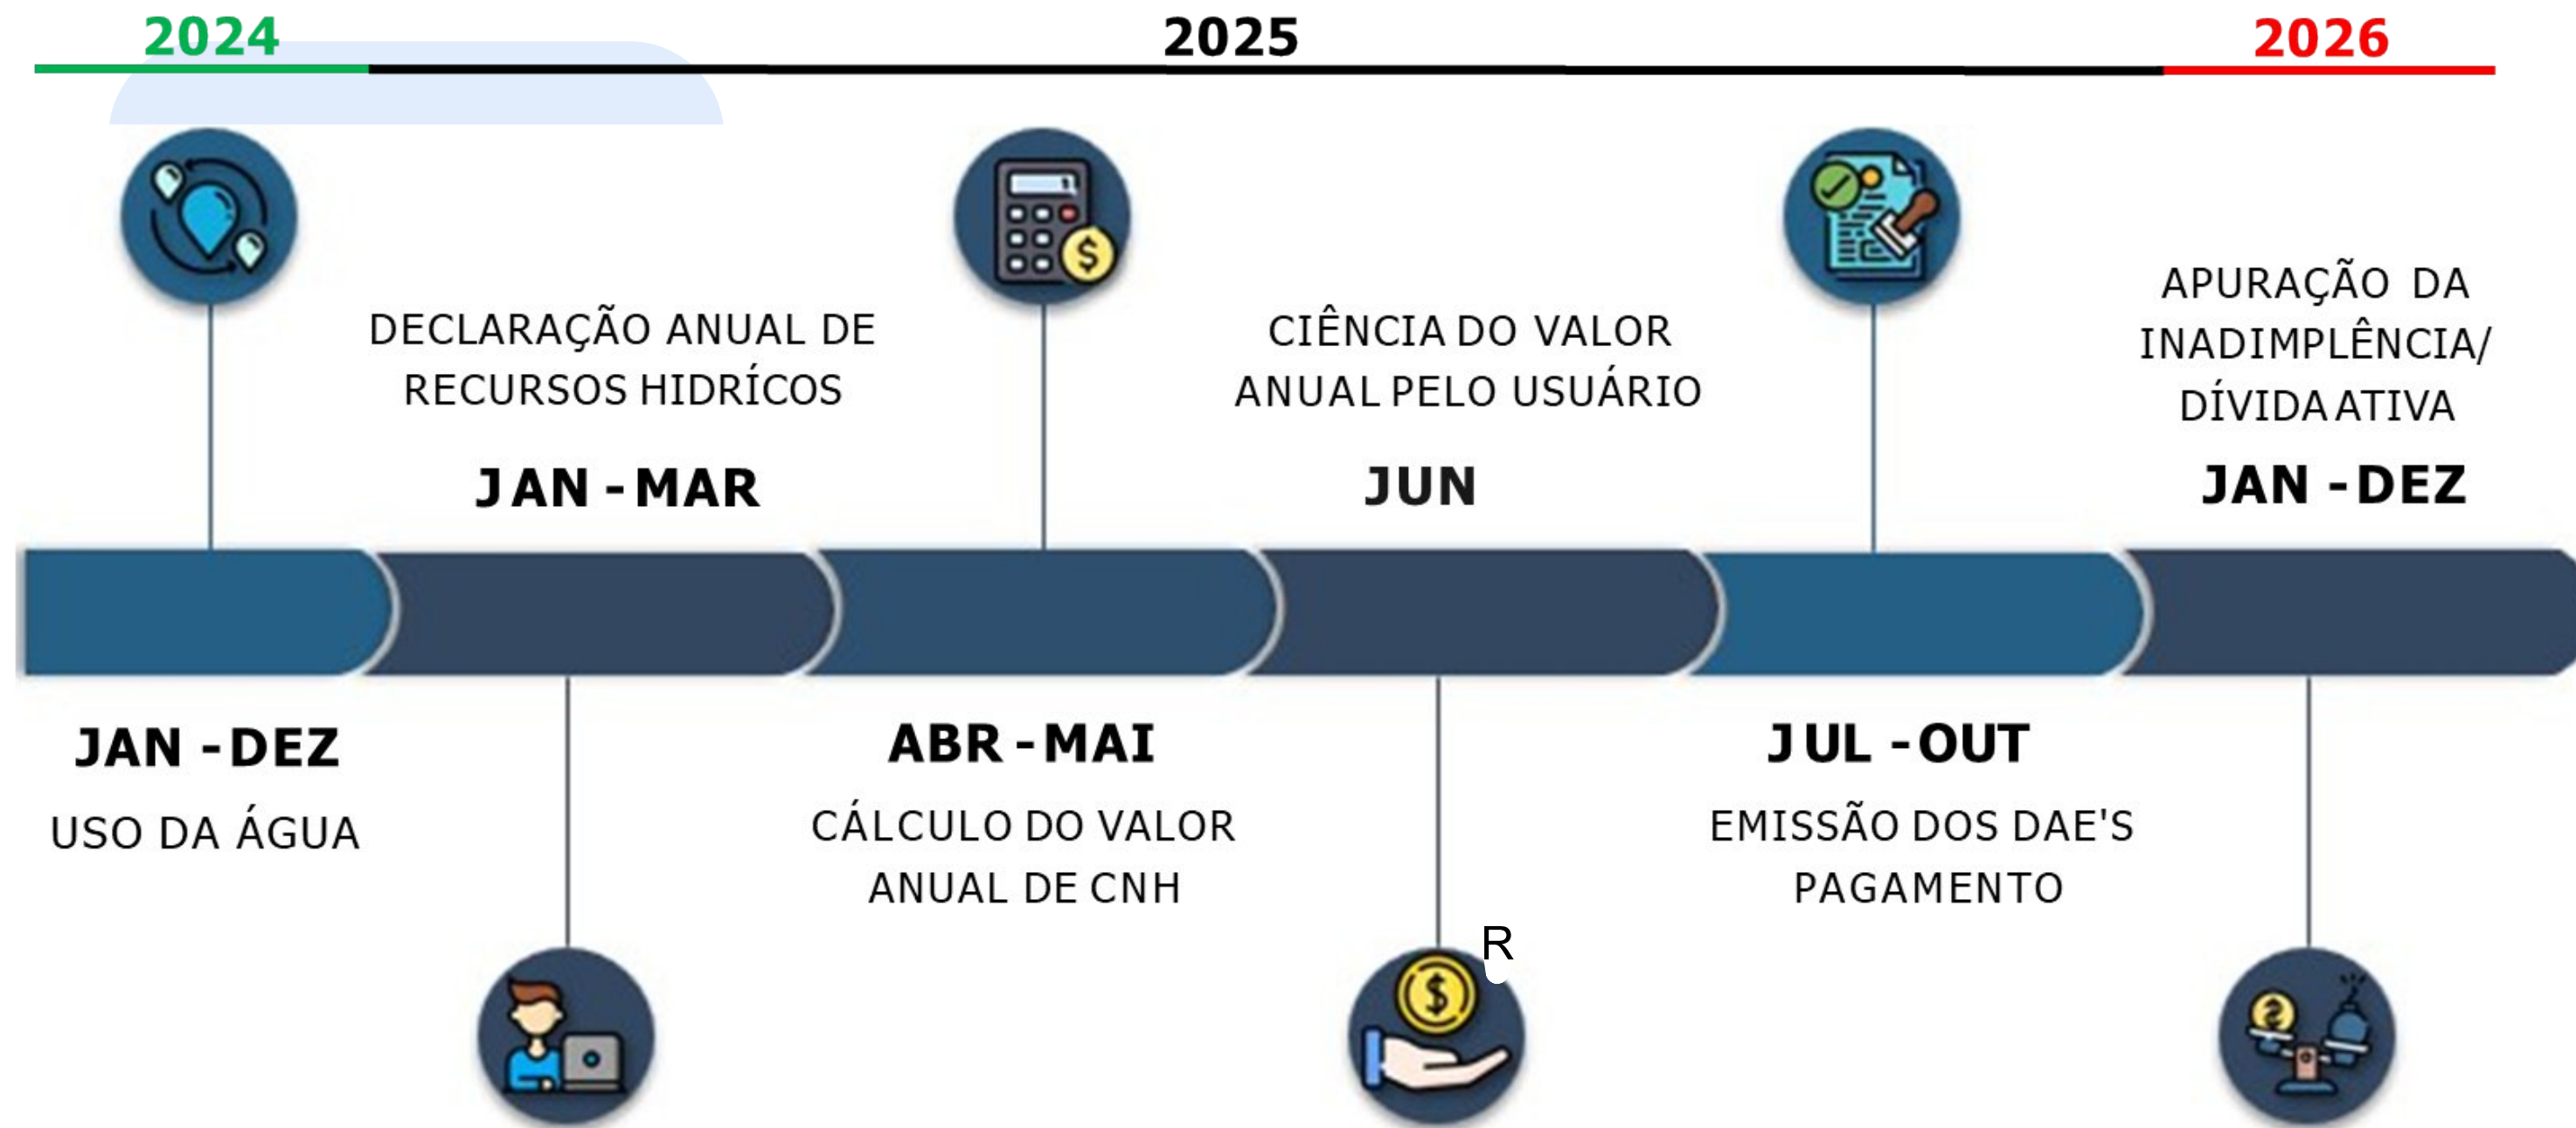 2024
2025
2026
JAN - DEZ
USO DA ÁGUA
DECLARAÇÃO ANUAL DE
RECURSOS HIDRÍCOS
JAN - MAR
ABR - MAI
CÁLCULO DO VALOR
ANUAL DE CNH
CIÊNCIA DO VALOR
ANUAL PELO USUÁRIO
JUN
R
JUL - OUT
EMISSÃO DOS DAE'S
PAGAMENTO
APURAÇÃO DA
INADIMPLÊNCIA/
DÍVIDA ATIVA
JAN - DEZ